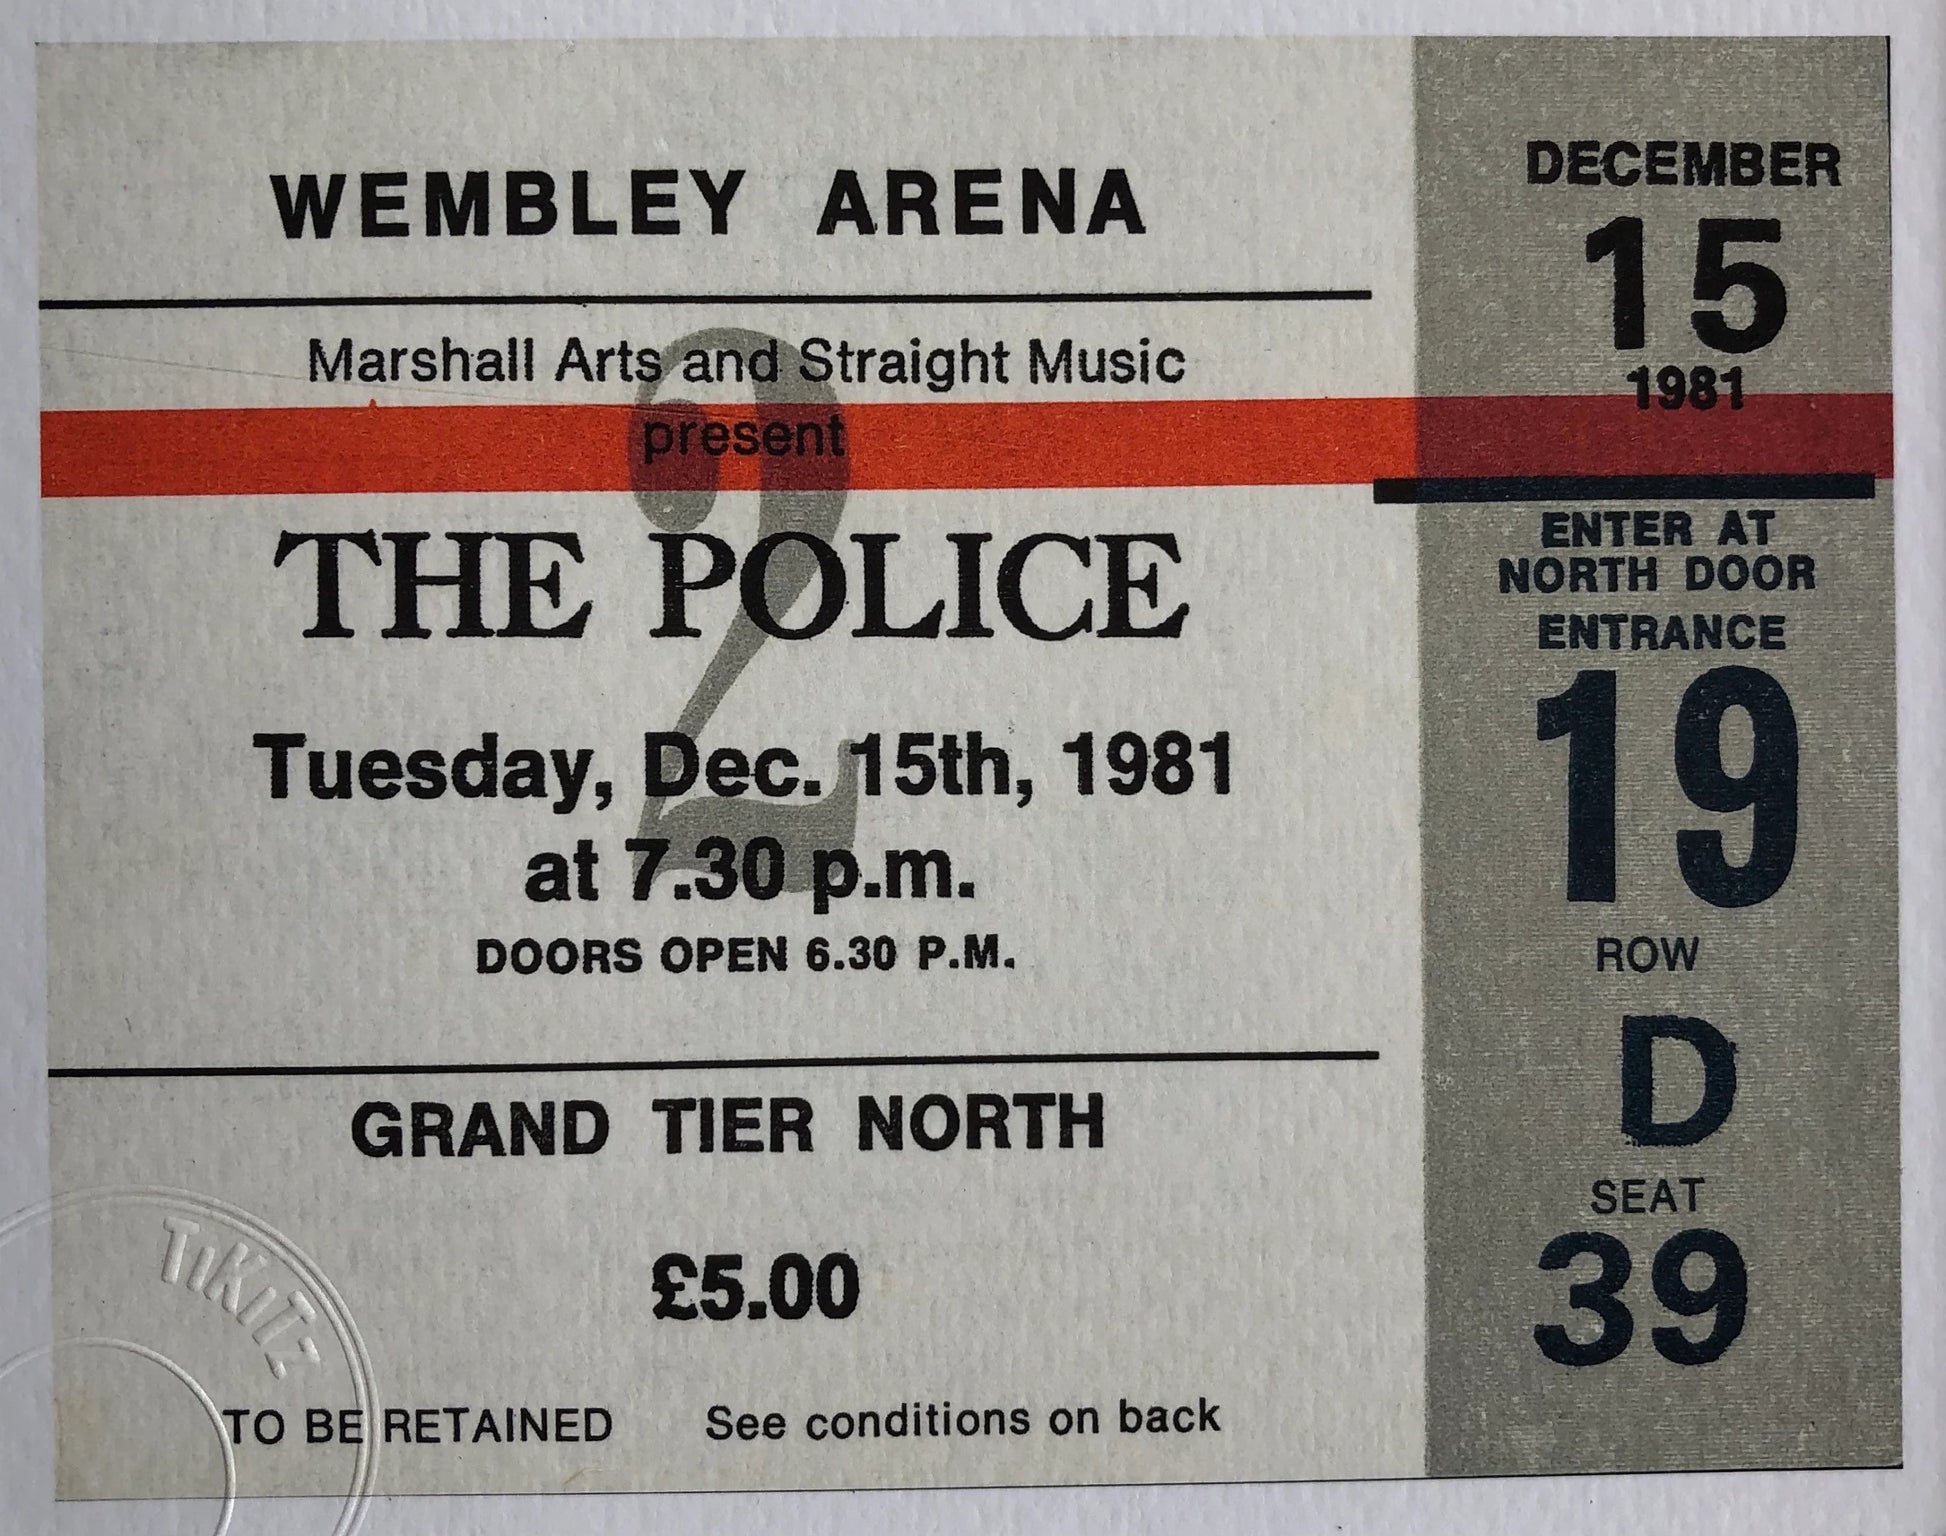 WEMBLEY ARENA
Marshall Arts and Straight Music
present
2
THE POLICE
Tuesday, Dec. 15th, 1981
at 7.30 p.m.
DOORS OPEN 6.30 P.M.
GRAND TIER NORTH
£5.00
TO BE RETAINED See conditions on back
TiKiTz
DECEMBER
15
1981
ENTER AT
NORTH DOOR
ENTRANCE
19
ROW
D
SEAT
39